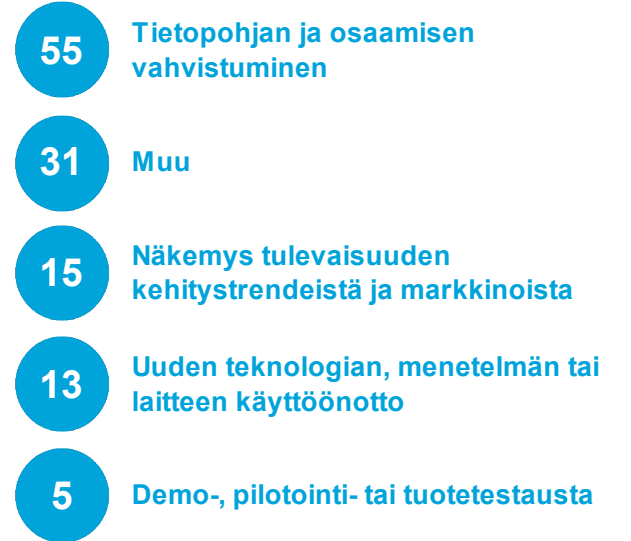 55
Tietopohjan ja osaamisen
vahvistuminen
31
Muu
15
Näkemys tulevaisuuden
kehitystrendeistä ja markkinoista
13
Uuden teknologian, menetelmän tai
laitteen käyttöönotto
5
Demo-, pilotointi- tai tuotetestausta